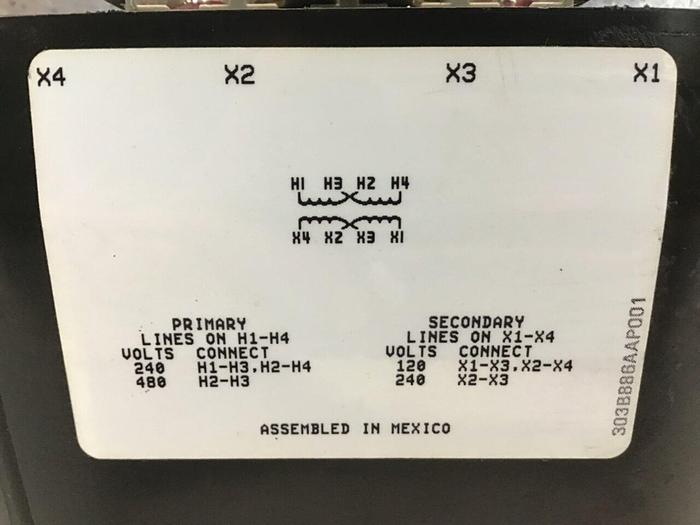 X4 X2 X3 X1
H1 H3 H2 H4
X4 X2 X3 X1
PRIMARY
LINES ON H1-H4
VOLTS CONNECT
240 H1-H3,H2-H4
480 H2-H3
SECONDARY
LINES ON X1-X4
VOLTS CONNECT
120 X1-X3,X2-X4
240 X2-X3
ASSEMBLED IN MEXICO
303B886AAP001